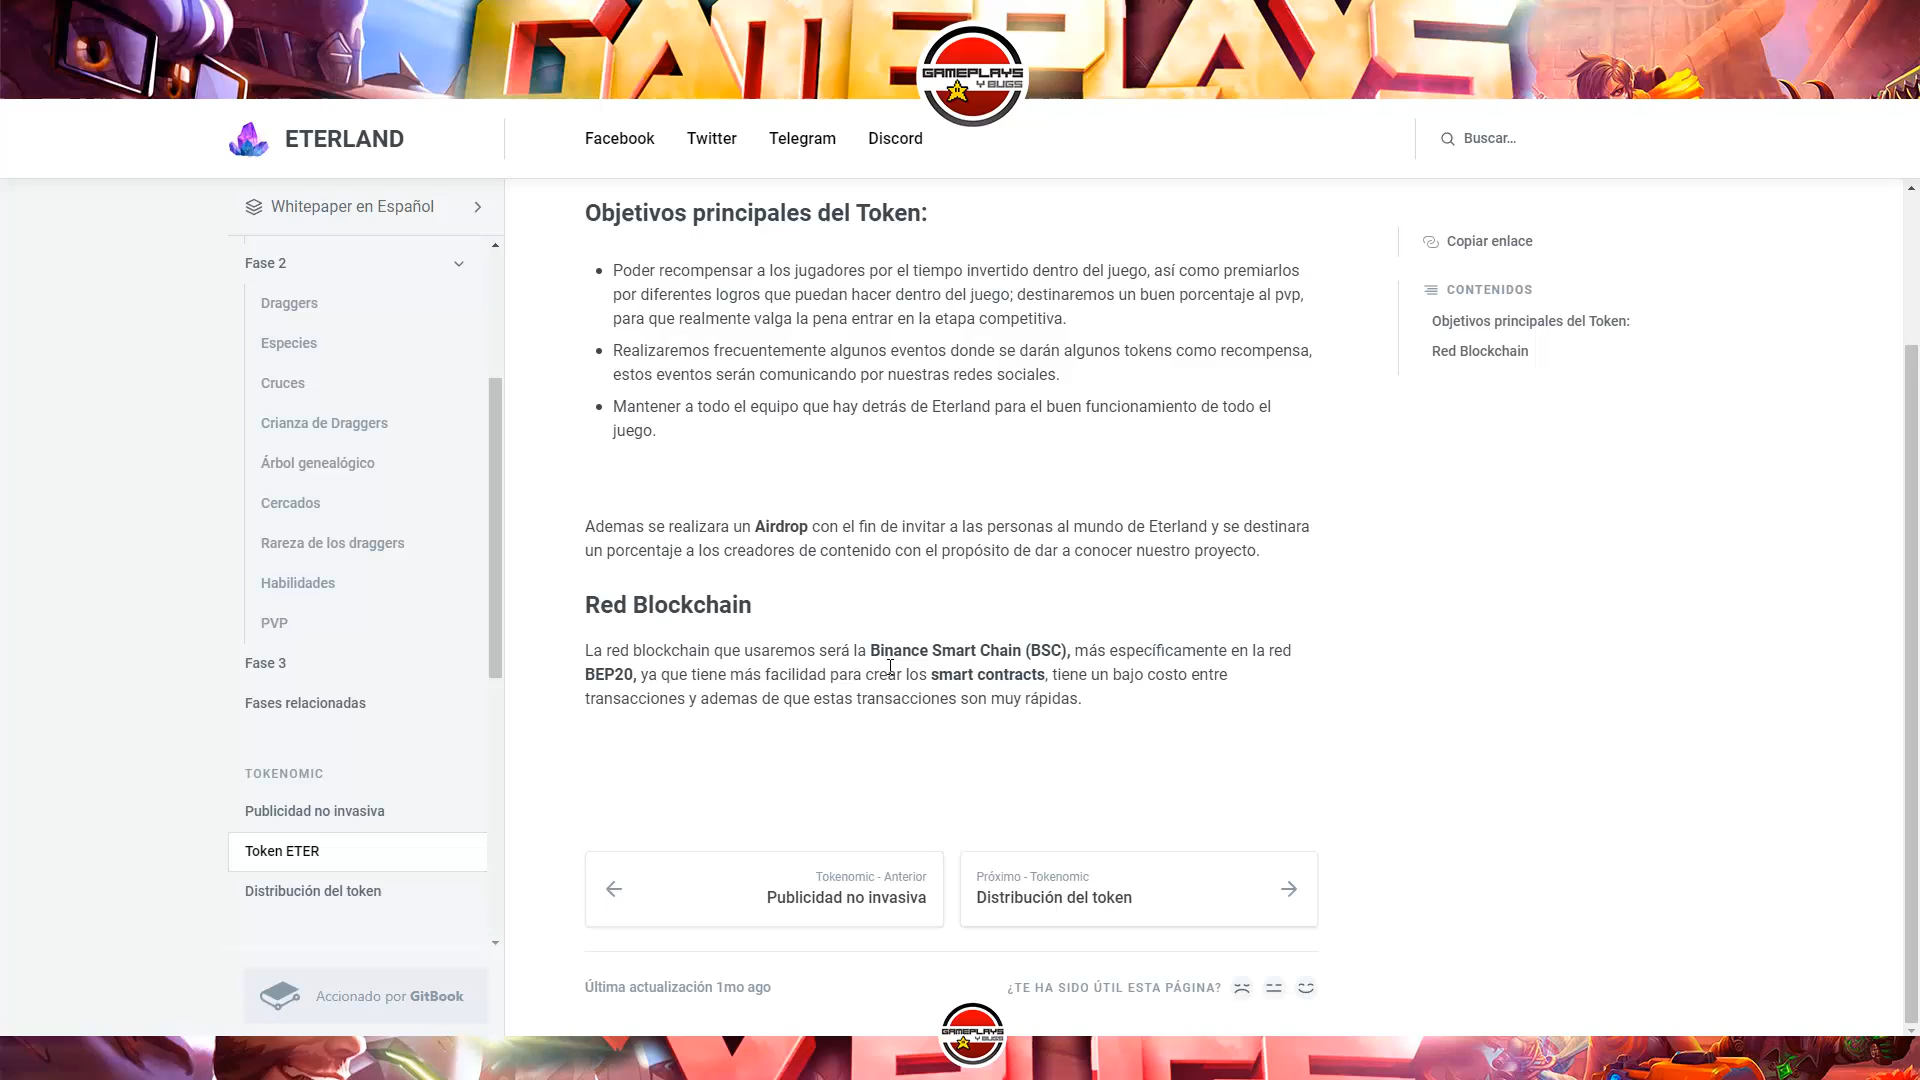 GAMEPLAYS
GAMEPLAYS
Y BUGS
ETERLAND
Facebook
Twitter
Telegram
Discord
Buscar...
Whitepaper en Español
Fase 2
Draggers
Especies
Cruces
Crianza de Draggers
Árbol genealógico
Cercados
Rareza de los draggers
Habilidades
PVP
Fase 3
Fases relacionadas
TOKENOMIC
Publicidad no invasiva
Token ETER
Distribución del token
Accionado por GitBook
Objetivos principales del Token:
Poder recompensar a los jugadores por el tiempo invertido dentro del juego, así como premiarlos
por diferentes logros que puedan hacer dentro del juego; destinaremos un buen porcentaje al pvp,
para que realmente valga la pena entrar en la etapa competitiva.
Realizaremos frecuentemente algunos eventos donde se darán algunos tokens como recompensa,
estos eventos serán comunicando por nuestras redes sociales.
Mantener a todo el equipo que hay detrás de Eterland para el buen funcionamiento de todo el
juego.
Ademas se realizara un Airdrop con el fin de invitar a las personas al mundo de Eterland y se destinara
un porcentaje a los creadores de contenido con el propósito de dar a conocer nuestro proyecto.
Red Blockchain
La red blockchain que usaremos será la Binance Smart Chain (BSC), más específicamente en la red
BEP20, ya que tiene más facilidad para crear los smart contracts, tiene un bajo costo entre
transacciones y ademas de que estas transacciones son muy rápidas.
Tokenomic - Anterior
Publicidad no invasiva
Próximo - Tokenomic
Distribución del token
Última actualización 1mo ago
¿TE HA SIDO ÚTIL ESTA PÁGINA?
Copiar enlace
CONTENIDOS
Objetivos principales del Token:
Red Blockchain
GAMEPLAYS
Y BUGS